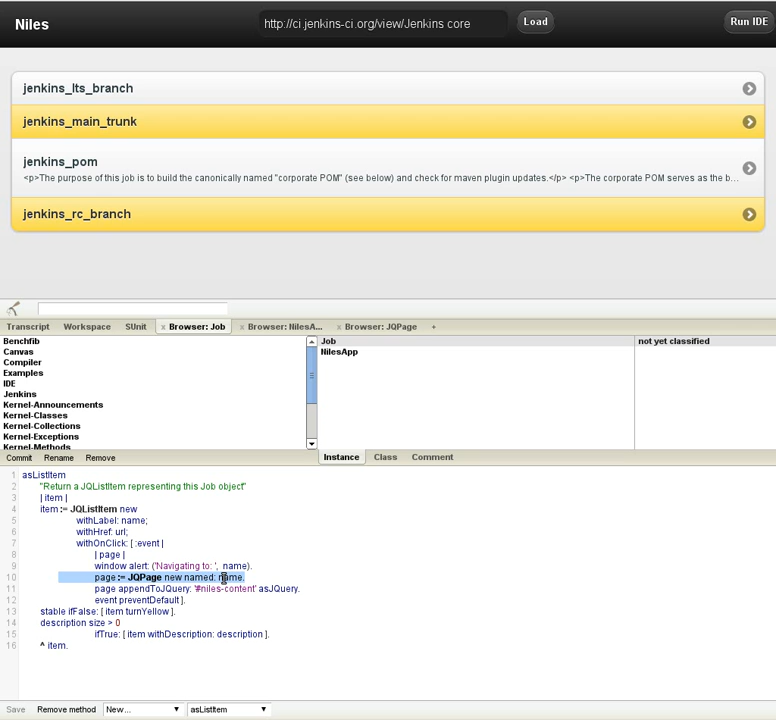 Niles
http://ci.jenkins-ci.org/view/Jenkins core
Load
Run IDE
jenkins_lts_branch
jenkins_main_trunk
jenkins_pom
<p>The purpose of this job is to build the canonically named "corporate POM" (see below) and check for maven plugin updates.</p> <p>The corporate POM serves as the b...
jenkins_rc_branch
Transcript
Workspace
SUnit
x Browser: Job
x Browser: NilesA...
x Browser: JQPage
+
Benchfib
Canvas
Compiler
Examples
IDE
Jenkins
Kernel-Announcements
Kernel-Classes
Kernel-Collections
Kernel-Exceptions
Kernel-Methods
Job
NilesApp
not yet classified
Commit
Rename
Remove
Instance
Class
Comment
1 asListItem
2 "Return a JQListItem representing this Job object"
3 | item |
4 item := JQListItem new
5 withLabel: name;
6 withHref: url;
7 withOnClick: [ :event |
8 | page |
9 window alert: ('Navigating to: ', name).
10 page := JQPage new named: name.
11 page appendToJQuery: '#niles-content' asJQuery.
12 event preventDefault ].
13 stable ifFalse: [ item turnYellow ].
14 description size > 0
15 ifTrue: [ item withDescription: description ].
16 ^ item.
Save
Remove method
New...
asListItem